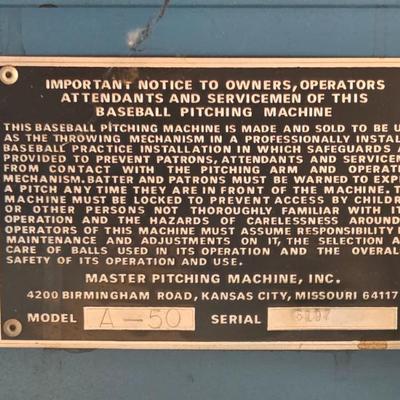 IMPORTANT NOTICE TO OWNERS, OPERATORS
ATTENDANTS AND SERVICEMEN OF THIS
BASEBALL PITCHING MACHINE
THIS BASEBALL PITCHING MACHINE IS MADE AND SOLD TO BE U
AS THE THROWING MECHANISM IN A PROFESSIONALLY INSTAL
BASEBALL PRACTICE INSTALLATION IN WHICH SAFEGUARDS A
PROVIDED TO PREVENT PATRONS, ATTENDANTS AND SERVICEM
FROM CONTACT WITH THE PITCHING ARM AND OPERAT
MECHANISM. BATTER AND PATRONS MUST BE WARNED TO EXP
A PITCH ANY TIME THEY ARE IN FRONT OF THE MACHINE. T
MACHINE MUST BE LOCKED TO PREVENT ACCESS BY CHILDR
OR OTHER PERSONS NOT THOROUGHLY FAMILIAR WITH IT
OPERATION AND THE HAZARDS OF CARELESSNESS AROUND
OPERATORS OF THIS MACHINE MUST ASSUME RESPONSIBILITY F
MAINTENANCE AND ADJUSTMENTS ON IT, THE SELECTION A
CARE OF BALLS USED IN ITS OPERATION AND THE OVERAL
SAFETY OF ITS OPERATION AND USE.
MASTER PITCHING MACHINE, INC.
4200 BIRMINGHAM ROAD, KANSAS CITY, MISSOURI 64117
MODEL A-50 SERIAL